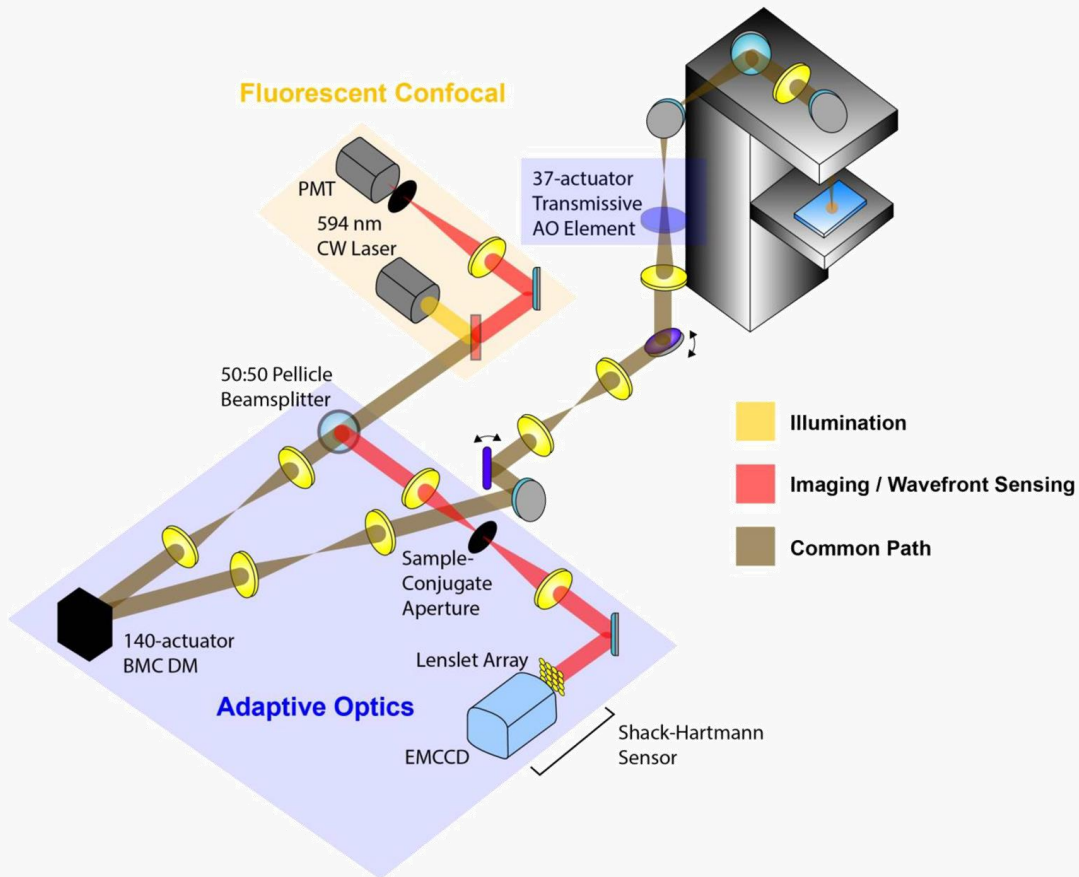 Fluorescent Confocal
PMT
594 nm
CW Laser
37-actuator
Transmissive
AO Element
50:50 Pellicle
Beamsplitter
Illumination
Imaging / Wavefront Sensing
Common Path
Sample-
Conjugate
Aperture
140-actuator
BMC DM
Lenslet Array
Adaptive Optics
EMCCD
Shack-Hartmann
Sensor